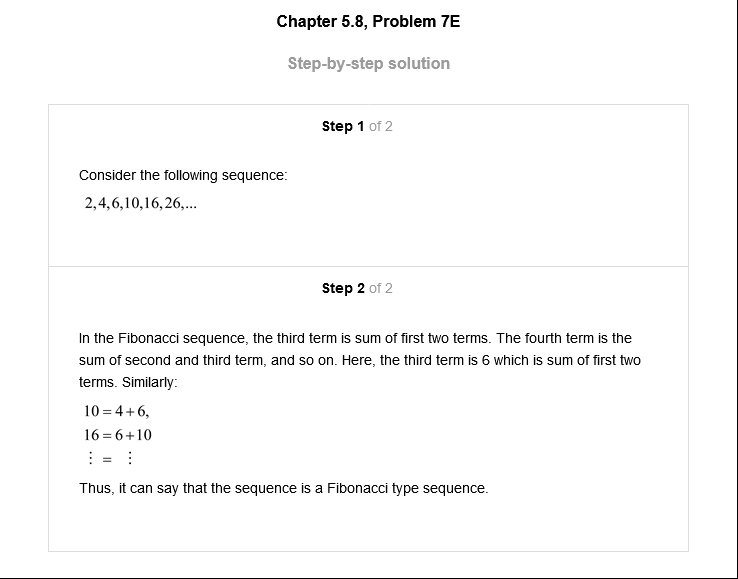 Chapter 5.8, Problem 7E
Step-by-step solution
Step 1 of 2
Consider the following sequence:
2,4,6,10,16,26,...
Step 2 of 2
In the Fibonacci sequence, the third term is sum of first two terms. The fourth term is the
sum of second and third term, and so on. Here, the third term is 6 which is sum of first two
terms. Similarly:
10 = 4+6,
16 = 6+10
⋮ = ⋮
Thus, it can say that the sequence is a Fibonacci type sequence.